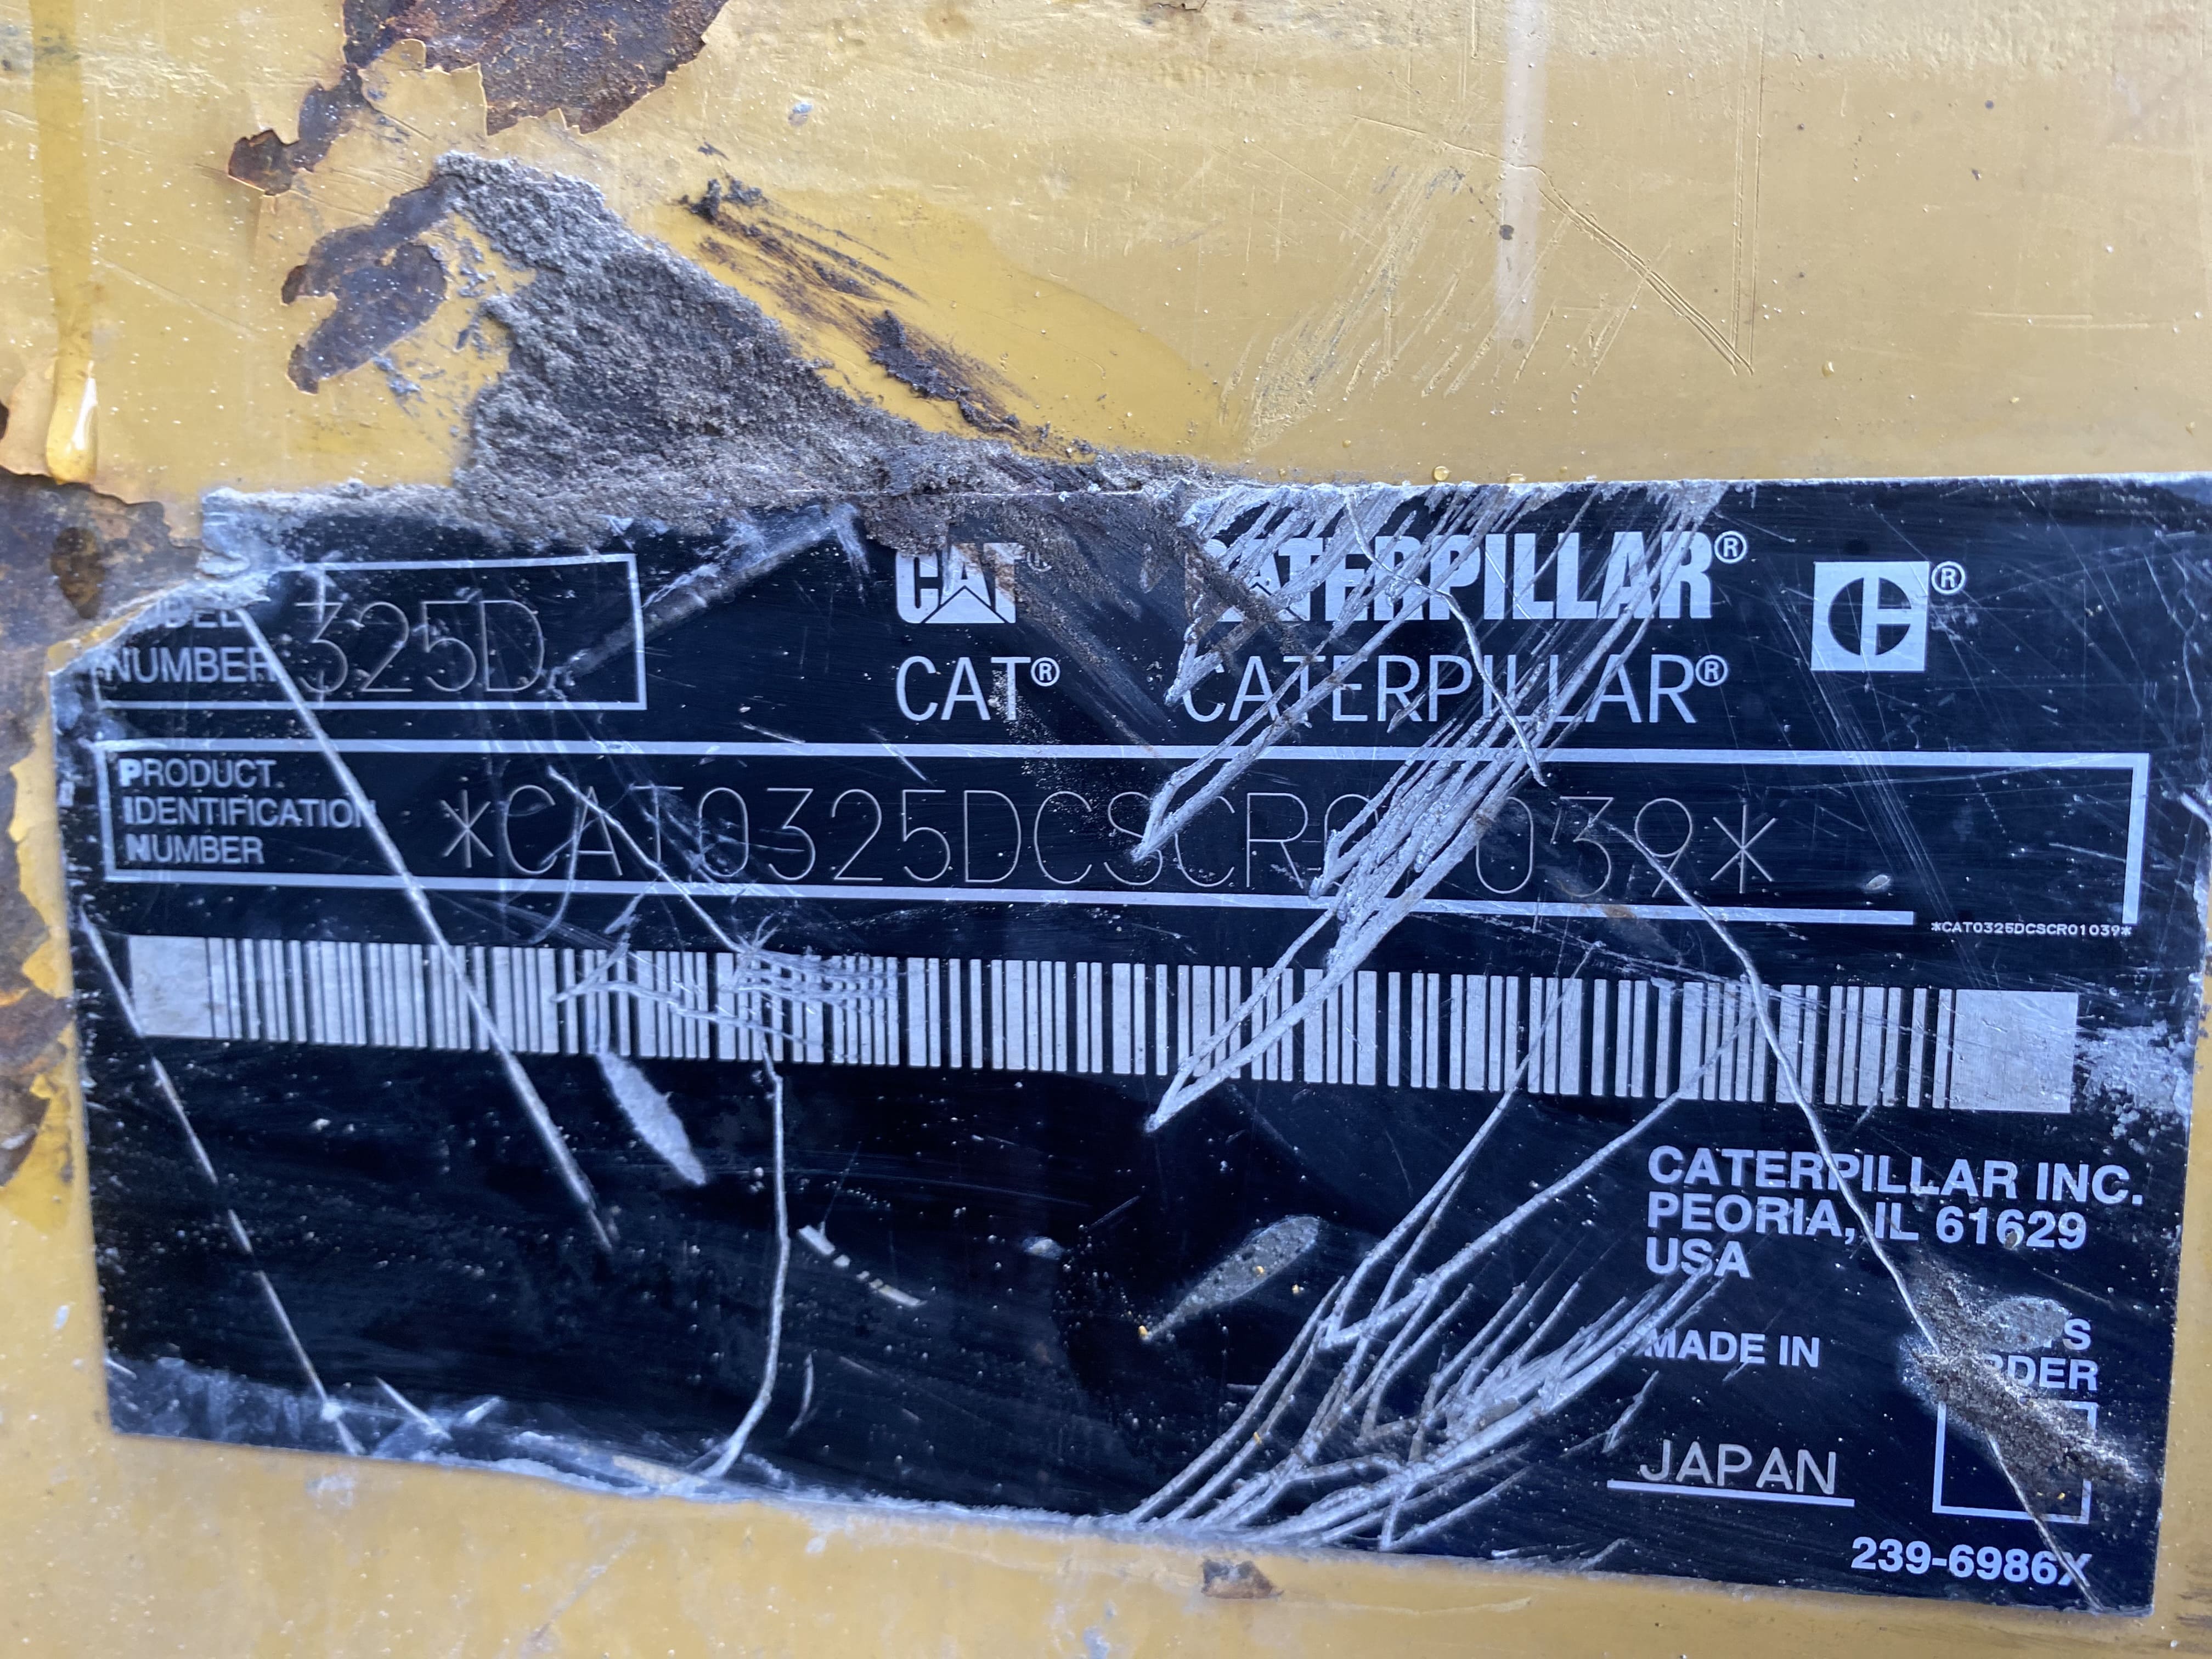 MODEL
NUMBER 325D
CAT® CATERPILLAR® ®
CAT® CATERPILLAR®
PRODUCT
IDENTIFICATION
NUMBER
*CAT0325DCSCR01039*
*CAT0325DCSCR01039*
CATERPILLAR INC.
PEORIA, IL 61629
USA
MADE IN
JAPAN
239-6986X